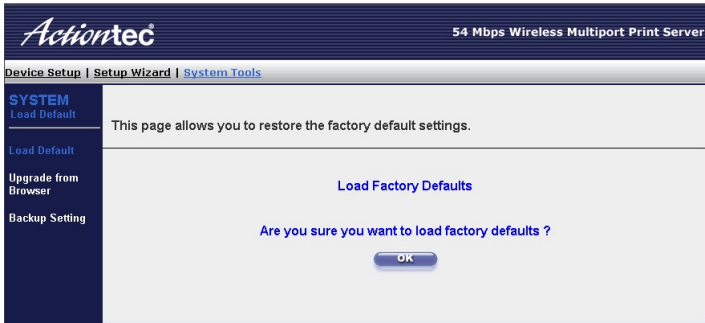 Actiontec
54 Mbps Wireless Multiport Print Server
Device Setup | Setup Wizard | System Tools
SYSTEM
Load Default
This page allows you to restore the factory default settings.
Load Default
Upgrade from
Browser
Backup Setting
Load Factory Defaults
Are you sure you want to load factory defaults ?
OK